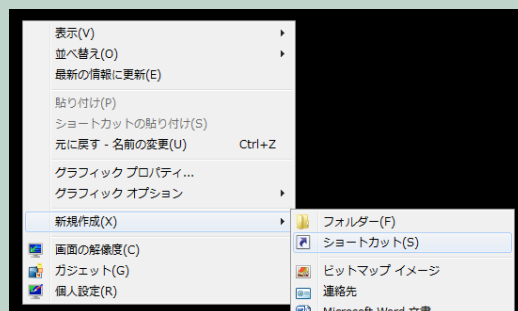 表示(V)
並べ替え(O)
最新の情報に更新(E)
貼り付け(P)
ショートカットの貼り付け(S)
元に戻す - 名前の変更(U) Ctrl+Z
グラフィック プロパティ...
グラフィック オプション
新規作成(X)
画面の解像度(C)
ガジェット(G)
個人設定(R)
フォルダー(F)
ショートカット(S)
ビットマップ イメージ
連絡先
Microsoft Word 文書